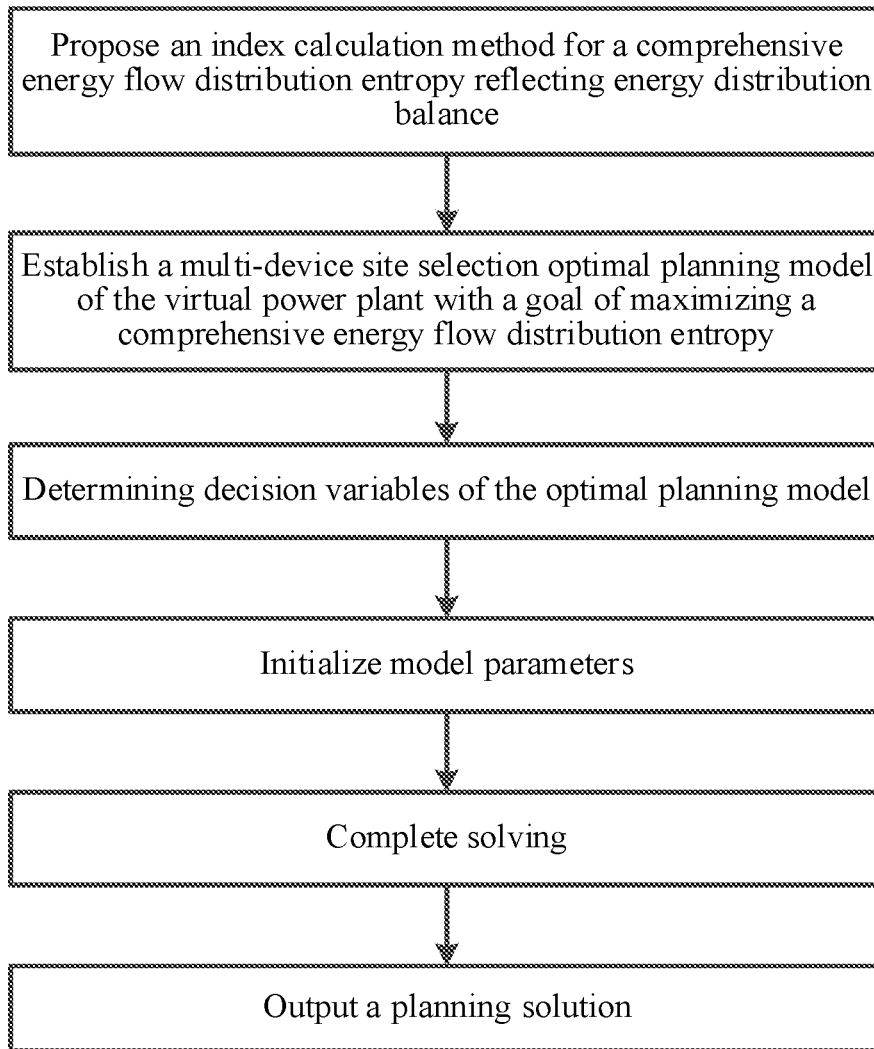 Propose an index calculation method for a comprehensive
energy flow distribution entropy reflecting energy distribution
balance
Establish a multi-device site selection optimal planning model
of the virtual power plant with a goal of maximizing a
comprehensive energy flow distribution entropy
Determining decision variables of the optimal planning model
Initialize model parameters
Complete solving
Output a planning solution